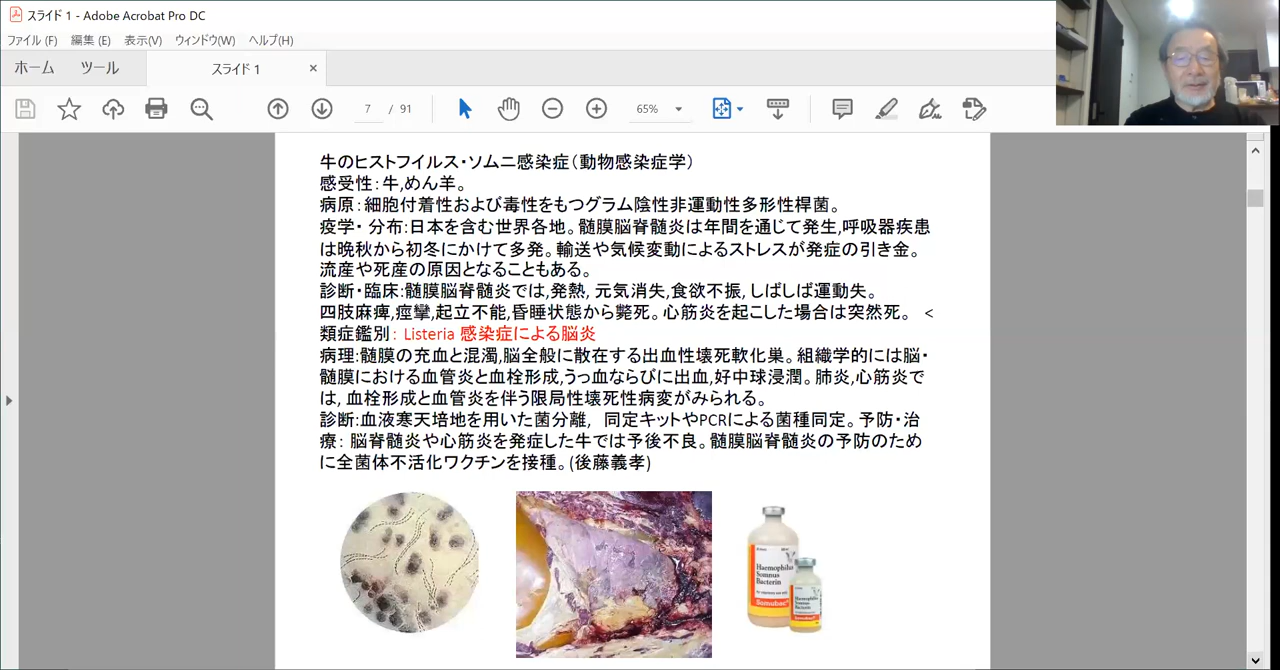 スライド 1 - Adobe Acrobat Pro DC
ファイル (F) 編集 (E) 表示(V) ウィンドウ(W) ヘルプ(H)
ホーム ツール スライド 1 ×
7 / 91 65%
牛のヒストフイルス・ソムニ感染症(動物感染症学)
感受性:牛,めん羊。
病原:細胞付着性および毒性をもつグラム陰性非運動性多形性桿菌。
疫学・ 分布:日本を含む世界各地。髄膜脳脊髄炎は年間を通じて発生,呼吸器疾患
は晩秋から初冬にかけて多発。輸送や気候変動によるストレスが発症の引き金。
流産や死産の原因となることもある。
診断・臨床:髄膜脳脊髄炎では,発熱, 元気消失,食欲不振, しばしば運動失。
四肢麻痺,痙攣,起立不能,昏睡状態から斃死。心筋炎を起こした場合は突然死。 <
類症鑑別: Listeria 感染症による脳炎
病理:髄膜の充血と混濁,脳全般に散在する出血性壊死軟化巣。組織学的には脳・
髄膜における血管炎と血栓形成,うっ血ならびに出血,好中球浸潤。肺炎,心筋炎で
は, 血栓形成と血管炎を伴う限局性壊死性病変がみられる。
診断:血液寒天培地を用いた菌分離, 同定キットやPCRによる菌種同定。予防・治
療: 脳脊髄炎や心筋炎を発症した牛では予後不良。髄膜脳脊髄炎の予防のため
に全菌体不活化ワクチンを接種。(後藤義孝)
Haemophilus
Somnus
Bacterin
Somubac
Haemophilus
Somnus
Bacterin